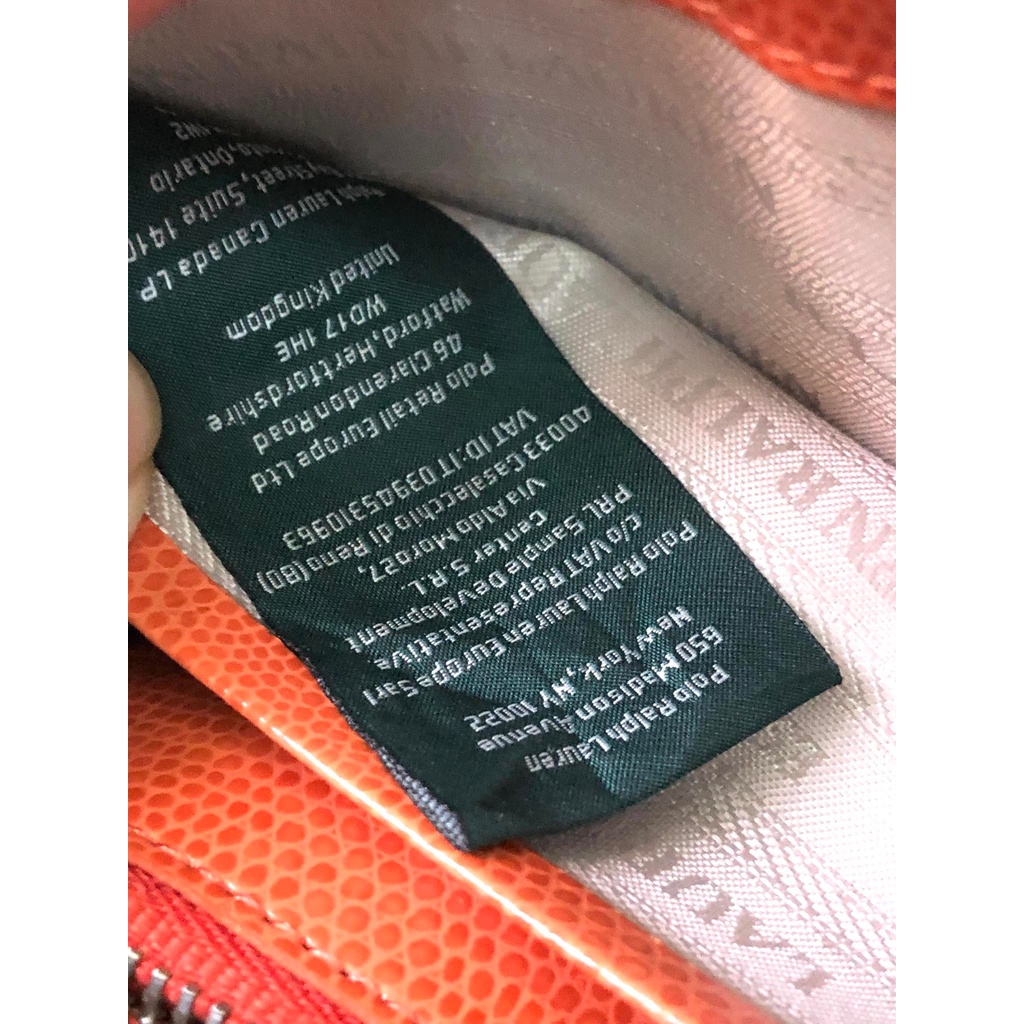 Polo Ralph Lauren
650 Madison Avenue
New York, NY 10022
Polo Ralph Lauren Europe Sarl
c/o VAT Representative
PRL Sample Development
Center S.R.L.
Via Aldo Moro 27,
40033 Casalecchio di Reno (BO)
VAT ID: IT 03945310963
Polo Retail Europe Ltd
46 Clarendon Road
Watford, Hertfordshire
WD17 1HE
United Kingdom
Lauren Canada LP
Street, Suite 1410
Ontario
RALPH
LAU